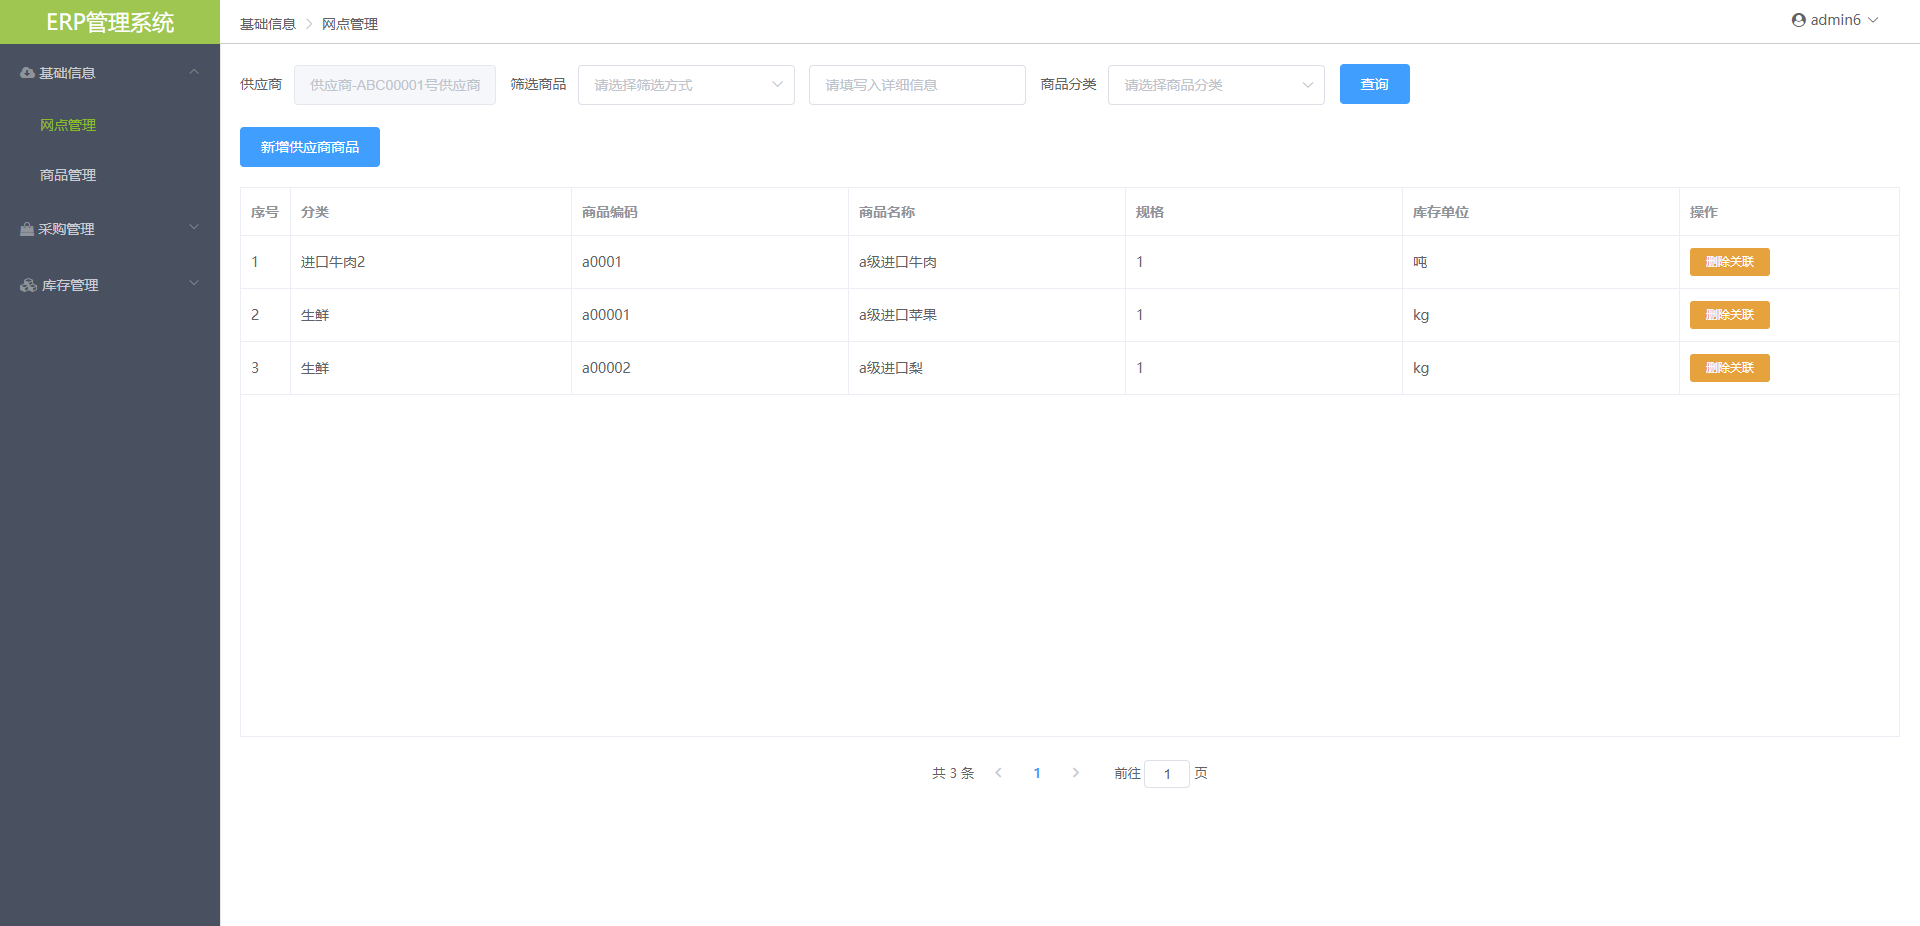 ERP管理系统
基础信息 网点管理
admin6
基础信息
网点管理
商品管理
采购管理
库存管理
供应商 供应商-ABC00001号供应商 筛选商品 请选择筛选方式 请填写入详细信息 商品分类 请选择商品分类 查询
新增供应商商品
序号 分类 商品编码 商品名称 规格 库存单位 操作
1 进口牛肉2 a0001 a级进口牛肉 1 吨 删除关联
2 生鲜 a00001 a级进口苹果 1 kg 删除关联
3 生鲜 a00002 a级进口梨 1 kg 删除关联
共 3 条 1 前往 1 页